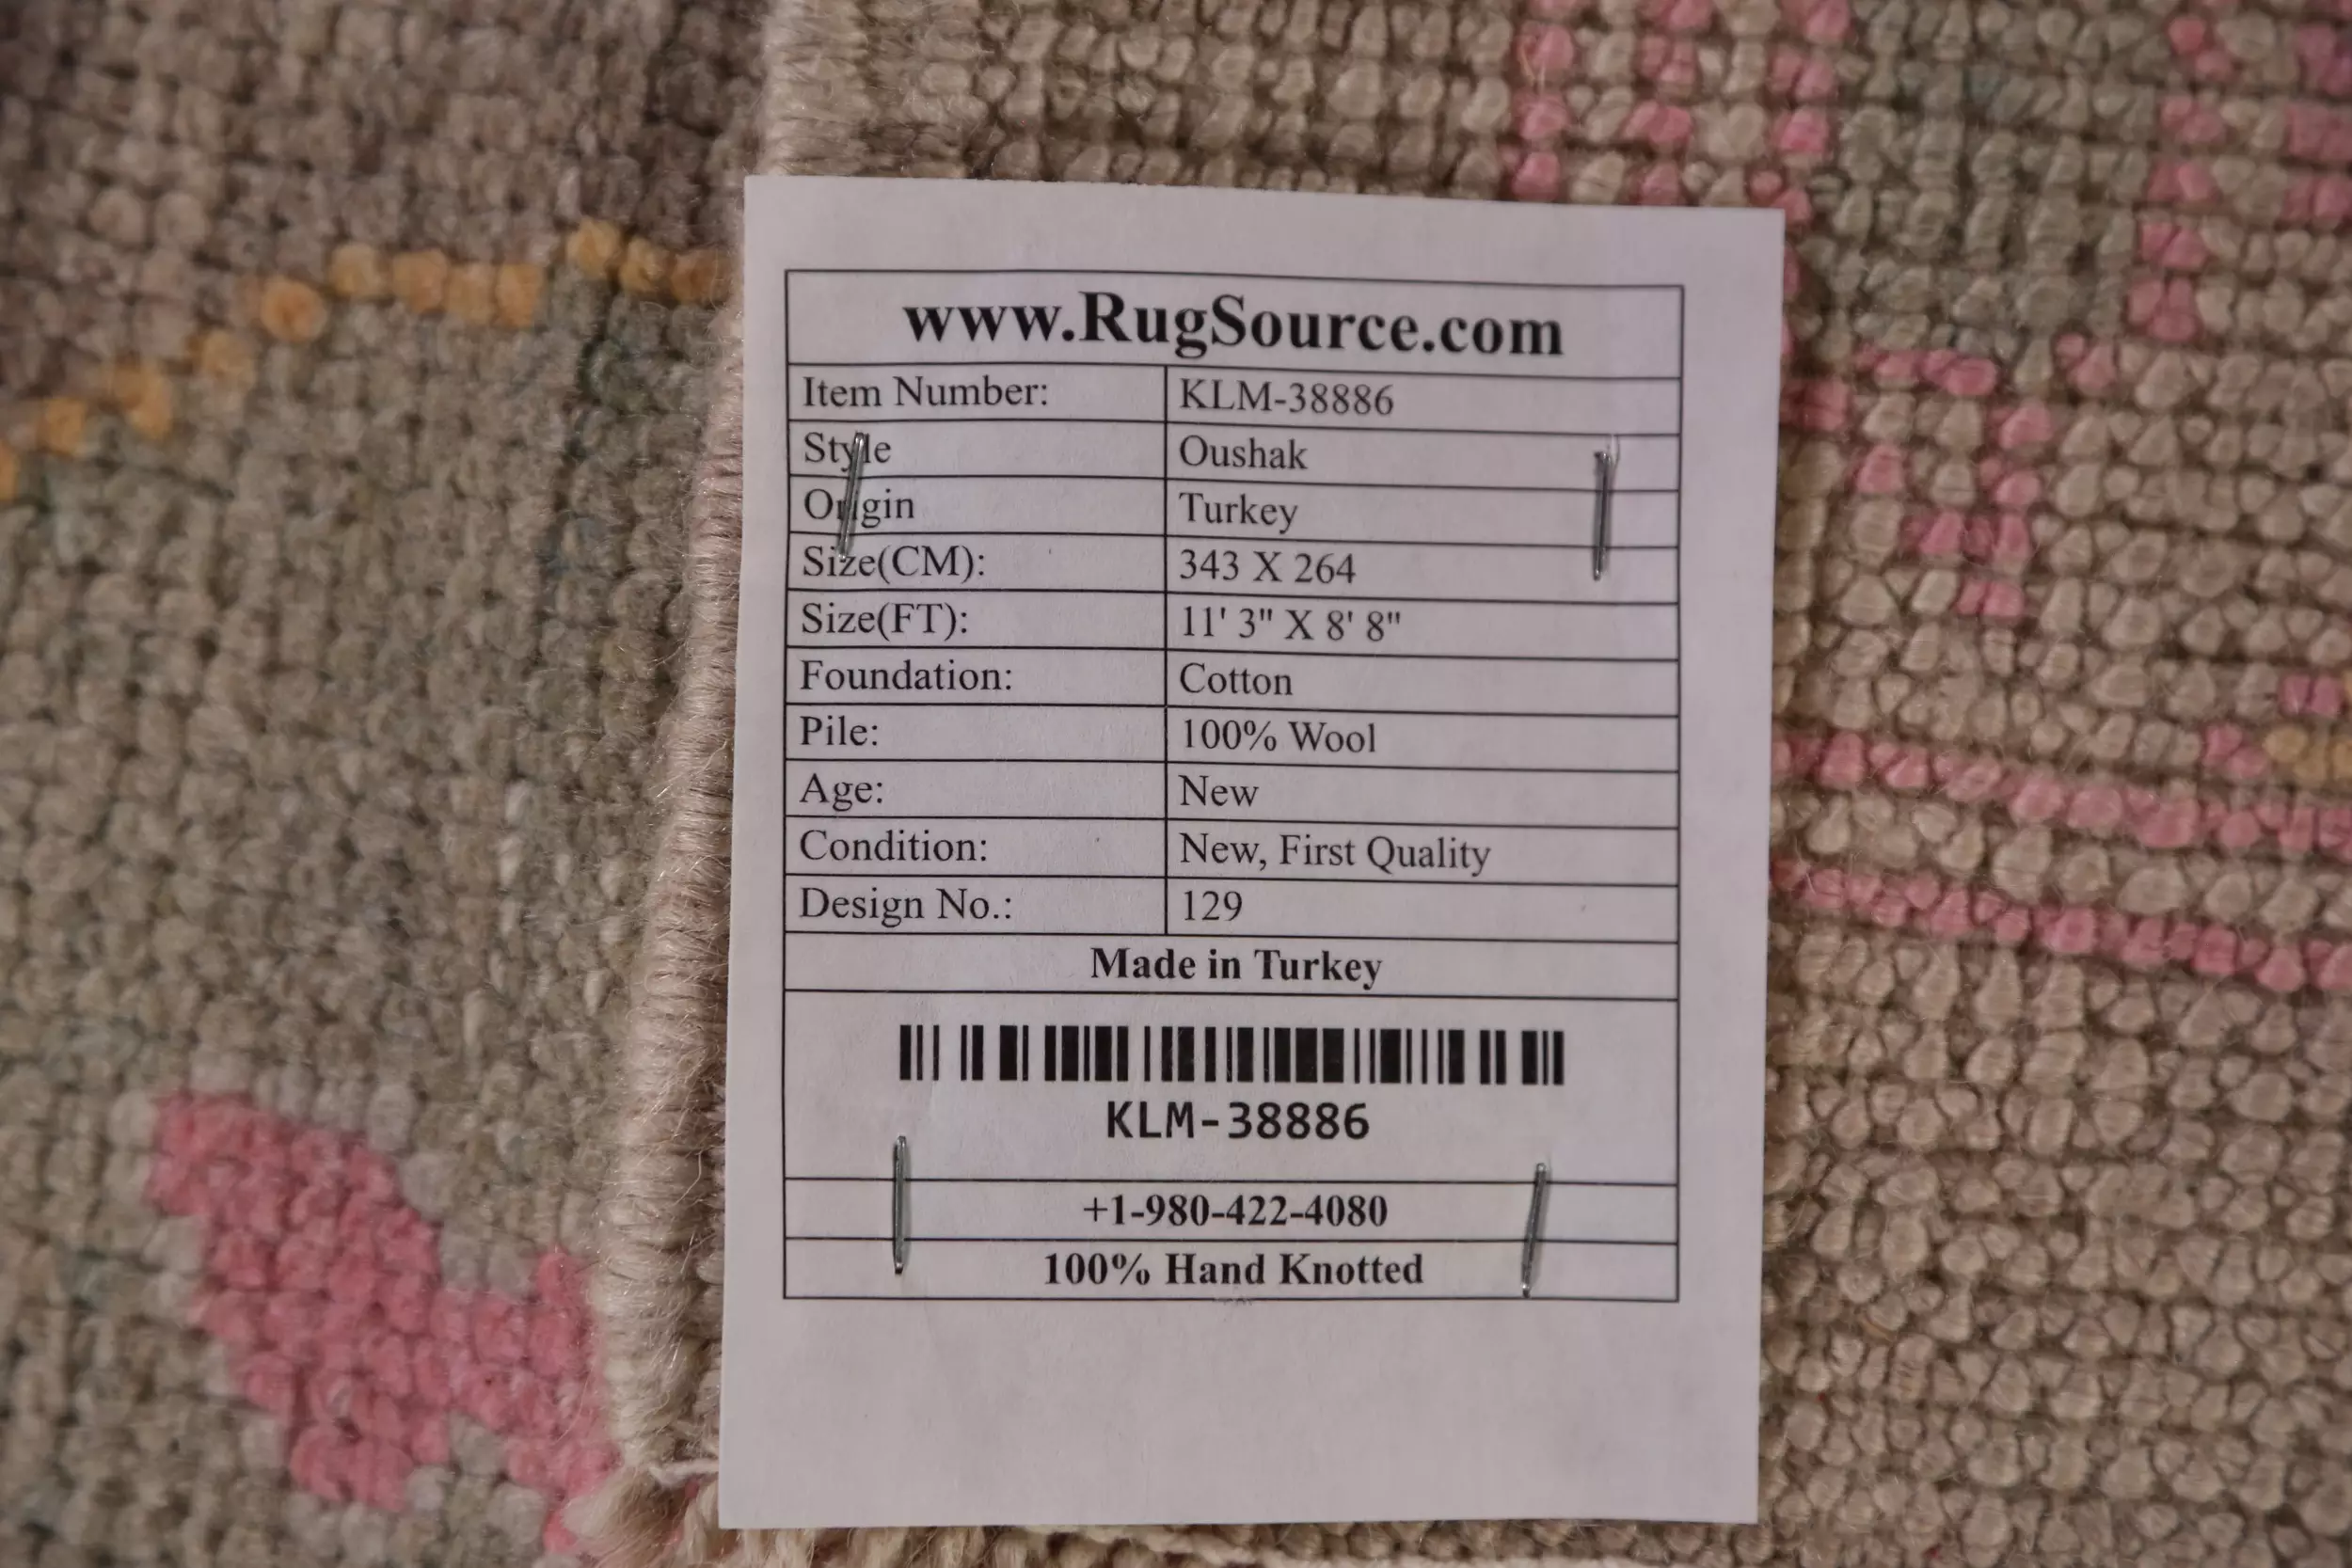 www.RugSource.com
Item Number: KLM-38886
Style Oushak
Origin Turkey
Size(CM): 343 X 264
Size(FT): 11' 3" X 8' 8"
Foundation: Cotton
Pile: 100% Wool
Age: New
Condition: New, First Quality
Design No.: 129
Made in Turkey
KLM-38886
+1-980-422-4080
100% Hand Knotted